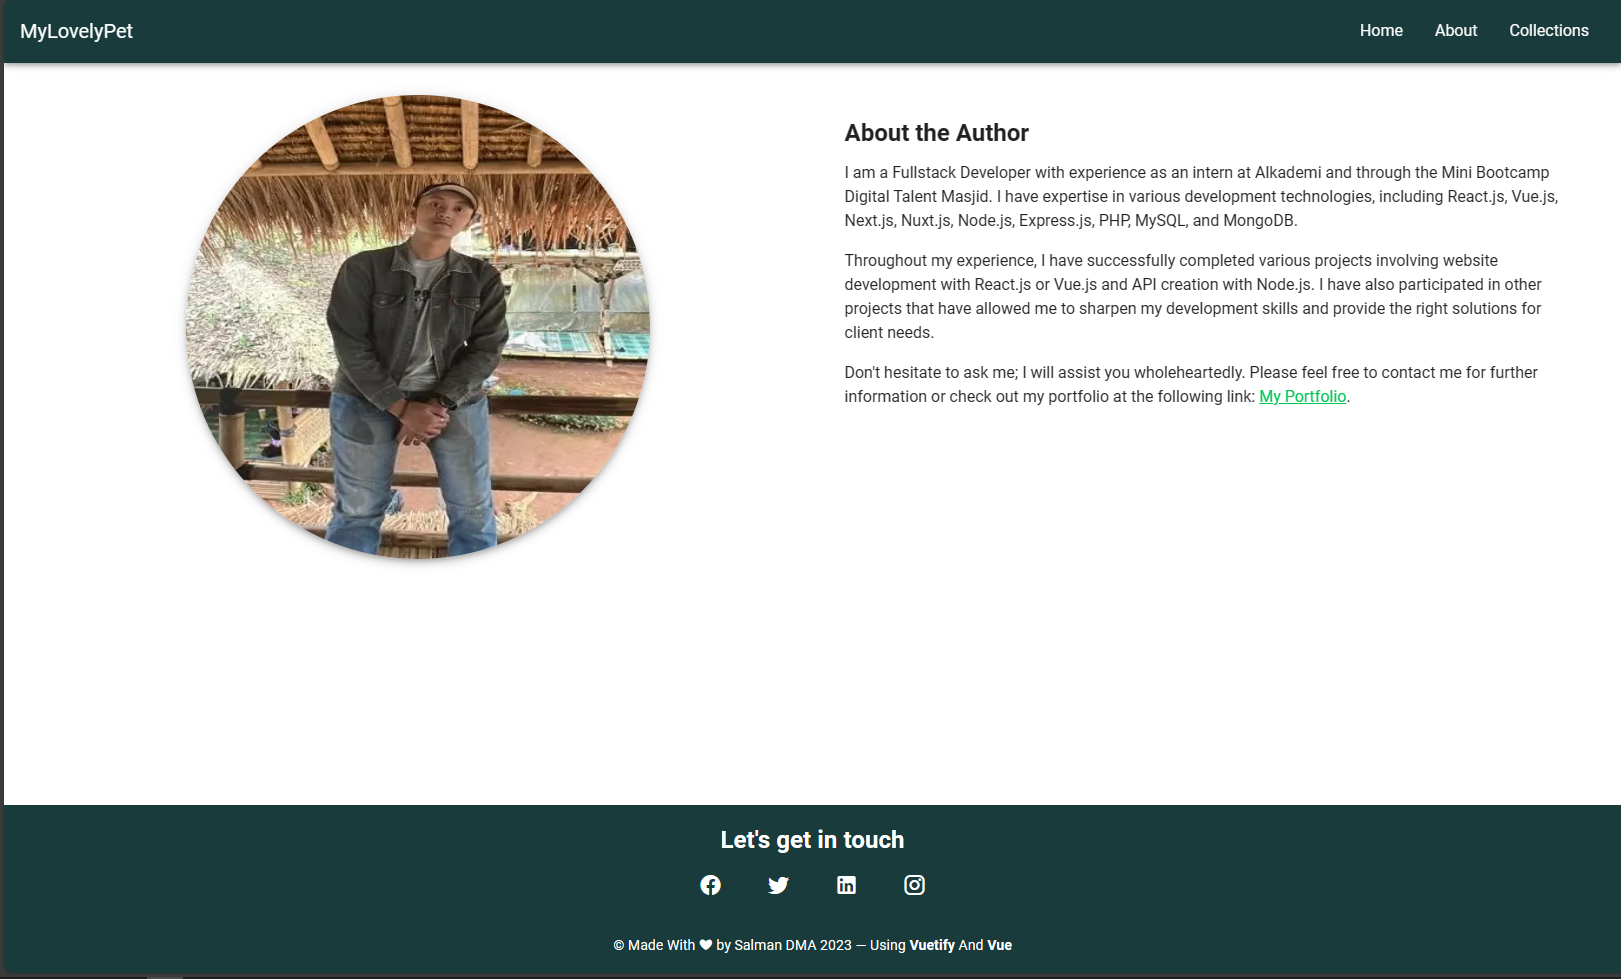 MyLovelyPet
Home About Collections
About the Author
I am a Fullstack Developer with experience as an intern at Alkademi and through the Mini Bootcamp
Digital Talent Masjid. I have expertise in various development technologies, including React.js, Vue.js,
Next.js, Nuxt.js, Node.js, Express.js, PHP, MySQL, and MongoDB.
Throughout my experience, I have successfully completed various projects involving website
development with React.js or Vue.js and API creation with Node.js. I have also participated in other
projects that have allowed me to sharpen my development skills and provide the right solutions for
client needs.
Don't hesitate to ask me; I will assist you wholeheartedly. Please feel free to contact me for further
information or check out my portfolio at the following link: My Portfolio.
Let's get in touch
© Made With ♥ by Salman DMA 2023 — Using Vuetify And Vue